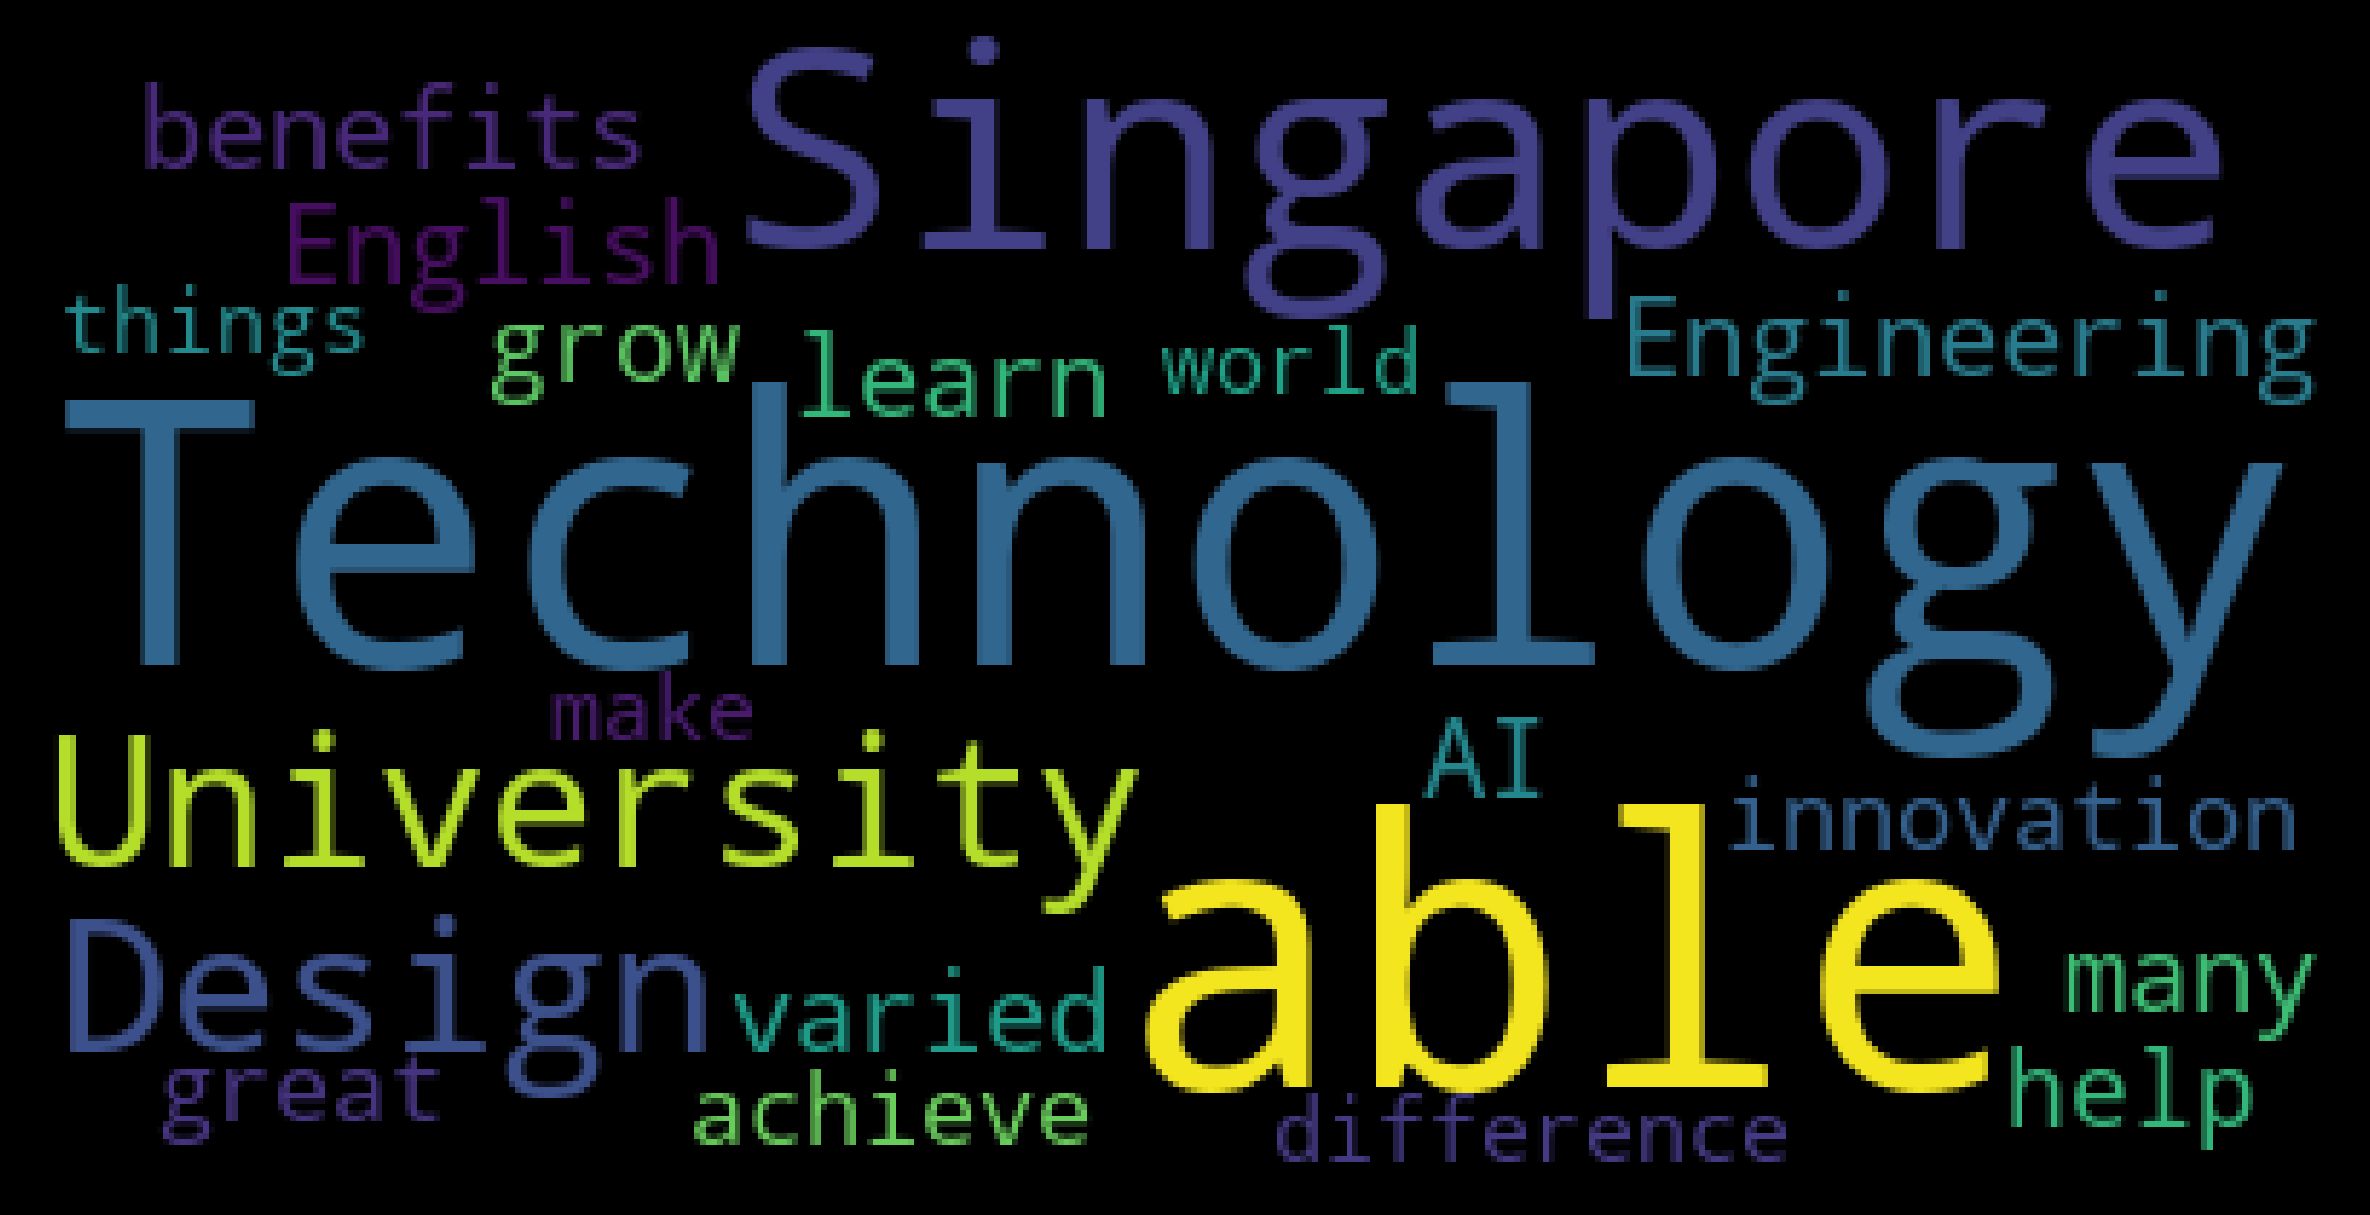 Singapore
benefits
English
things
grow
learn
world
Engineering
Technology
make
University
AI
innovation
able
Design
varied
many
great
achieve
help
difference